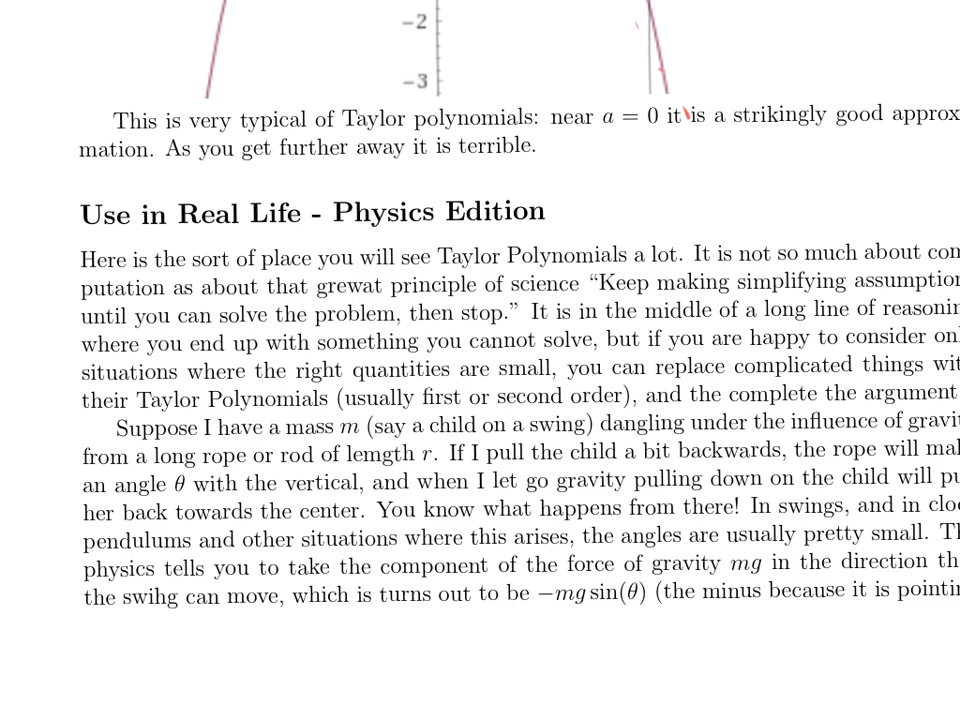 −2
−3
This is very typical of Taylor polynomials: near a = 0 it is a strikingly good approx
mation. As you get further away it is terrible.
Use in Real Life - Physics Edition
Here is the sort of place you will see Taylor Polynomials a lot. It is not so much about com
putation as about that grewat principle of science “Keep making simplifying assumption
until you can solve the problem, then stop.” It is in the middle of a long line of reasonin
where you end up with something you cannot solve, but if you are happy to consider onl
situations where the right quantities are small, you can replace complicated things wit
their Taylor Polynomials (usually first or second order), and the complete the argument
Suppose I have a mass m (say a child on a swing) dangling under the influence of gravit
from a long rope or rod of lemgth r. If I pull the child a bit backwards, the rope will mak
an angle θ with the vertical, and when I let go gravity pulling down on the child will pu
her back towards the center. You know what happens from there! In swings, and in cloc
pendulums and other situations where this arises, the angles are usually pretty small. Th
physics tells you to take the component of the force of gravity mg in the direction th
the swihg can move, which is turns out to be −mg sin(θ) (the minus because it is pointin